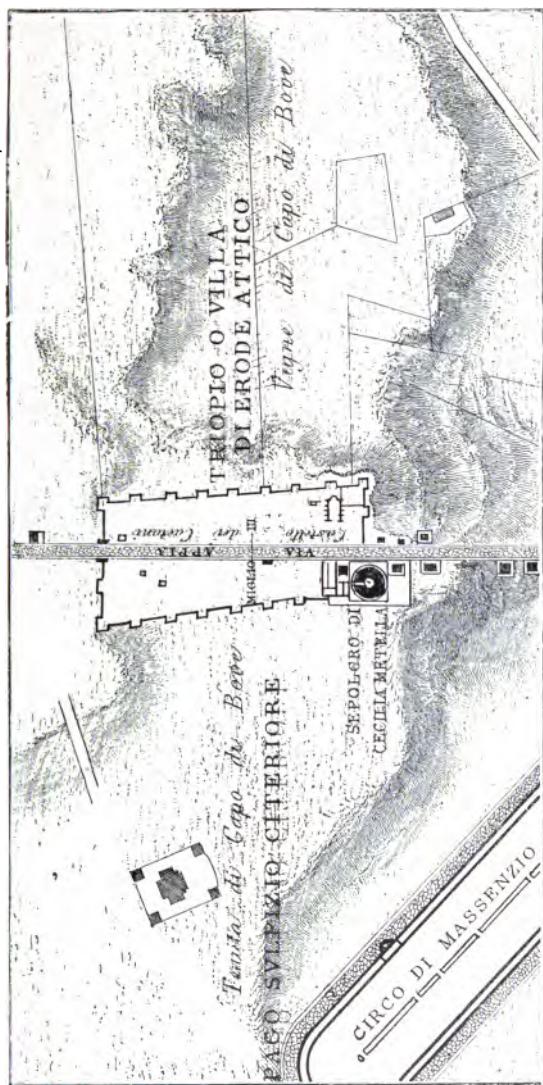 TRIOPIO O VILLA
DI ERODE ATTICO
Vigne di Capo di Bove
Castello dei Caetani
VIA APPIA
MIGLIO III
SEPOLCRO DI
CECILIA METELLA
Tenuta di Capo di Bove
PAGO SVLPIZIO CITERIORE
CIRCO DI MASSENZIO